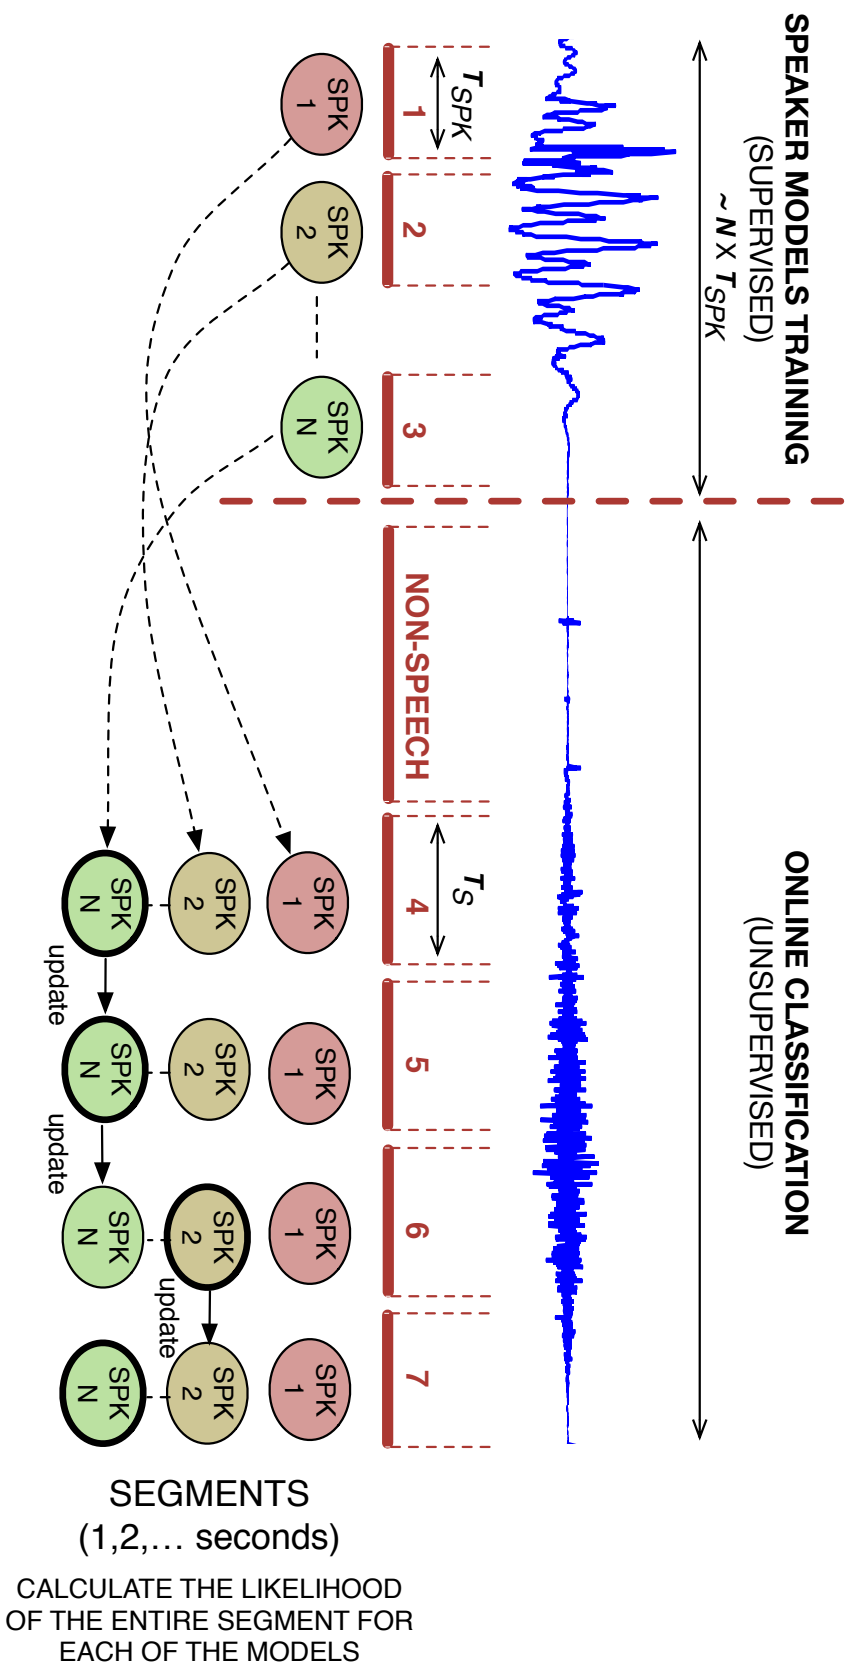 SPEAKER MODELS TRAINING
(SUPERVISED)
~ N X T_SPK
ONLINE CLASSIFICATION
(UNSUPERVISED)
T_SPK
T_S
1
2
3
NON-SPEECH
4
5
6
7
SPK
1
SPK
2
SPK
N
SPK
1
SPK
1
SPK
1
SPK
1
SPK
2
SPK
2
SPK
2
update
SPK
2
SPK
N
update
SPK
N
update
SPK
N
SPK
N
SEGMENTS
(1,2,... seconds)
CALCULATE THE LIKELIHOOD
OF THE ENTIRE SEGMENT FOR
EACH OF THE MODELS